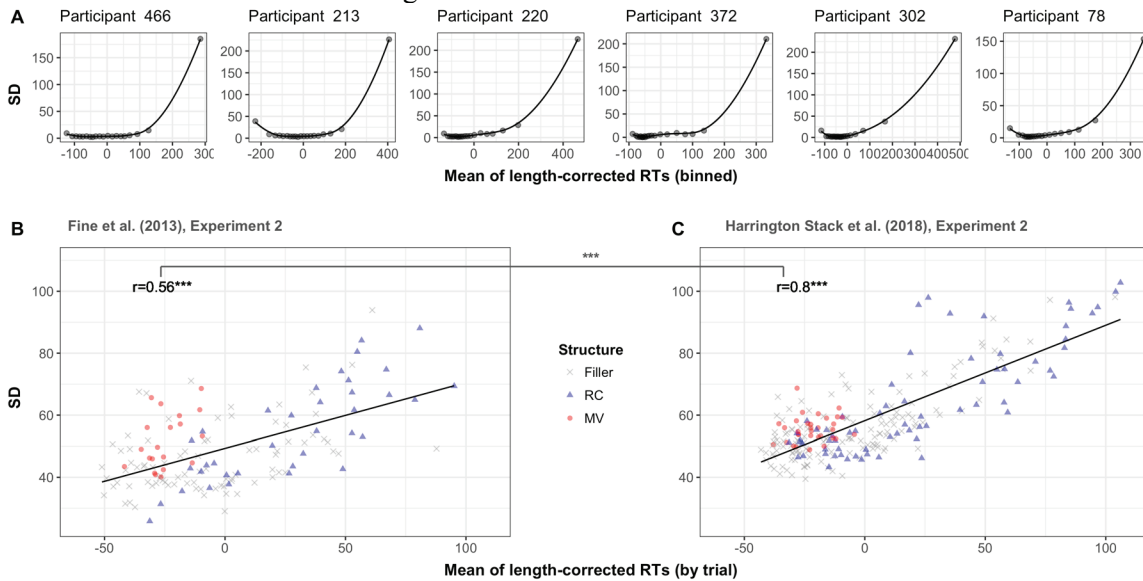 A
Participant 466
Participant 213
Participant 220
Participant 372
Participant 302
Participant 78
SD
150
100
50
0
-100 0 100 200 300
200
150
100
50
0
-200 0 200 400
200
150
100
50
0
0 200 400
200
150
100
50
0
-100 0 100 200 300
200
150
100
50
0
-100 0 100 200 300 400 500
150
100
50
0
-100 0 100 200 300
Mean of length-corrected RTs (binned)
B Fine et al. (2013), Experiment 2
C Harrington Stack et al. (2018), Experiment 2
***
r=0.56***
r=0.8***
SD
100
80
60
40
-50 0 50 100
Structure
Filler
RC
MV
100
80
60
40
-50 0 50 100
Mean of length-corrected RTs (by trial)